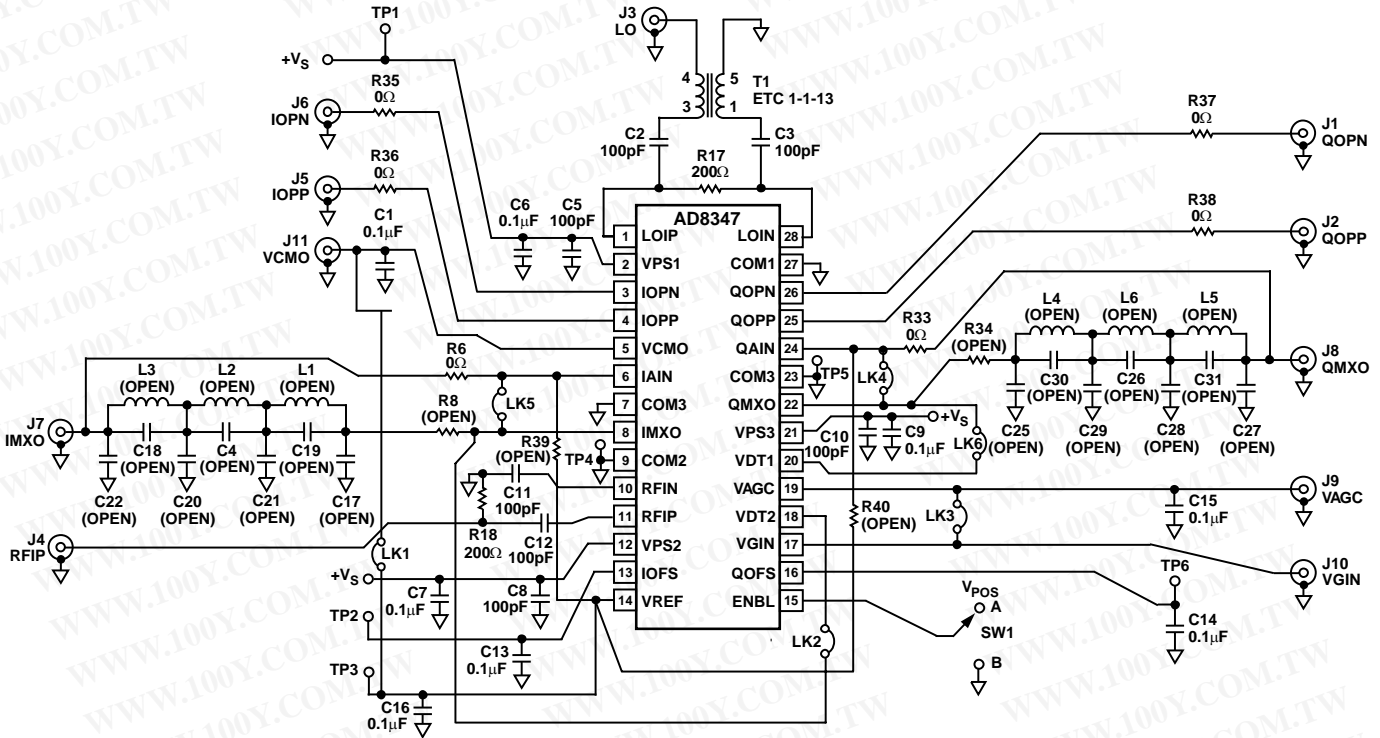 TP1
+VS
J6
IOPN
R35
0Ω
J5
IOPP
R36
0Ω
J11
VCMO
C1
0.1µF
J3
LO
4
5
3
1
T1
ETC 1-1-13
C2
100pF
C3
100pF
R17
200Ω
C6
0.1µF
C5
100pF
R37
0Ω
J1
QOPN
R38
0Ω
J2
QOPP
AD8347
1 LOIP
LOIN 28
2 VPS1
COM1 27
3 IOPN
QOPN 26
4 IOPP
QOPP 25
5 VCMO
QAIN 24
6 IAIN
COM3 23
7 COM3
QMXO 22
8 IMXO
VPS3 21
9 COM2
VDT1 20
10 RFIN
VAGC 19
11 RFIP
VDT2 18
12 VPS2
VGIN 17
13 IOFS
QOFS 16
14 VREF
ENBL 15
R6
0Ω
L3
(OPEN)
L2
(OPEN)
L1
(OPEN)
R8
(OPEN)
LK5
J7
IMXO
C18
(OPEN)
C4
(OPEN)
C19
(OPEN)
C22
(OPEN)
C20
(OPEN)
C21
(OPEN)
C17
(OPEN)
R39
(OPEN)
TP4
C11
100pF
R18
200Ω
C12
100pF
J4
RFIP
LK1
+VS
C7
0.1µF
C8
100pF
TP2
C13
0.1µF
TP3
C16
0.1µF
R33
0Ω
R34
(OPEN)
TP5
LK4
L4
(OPEN)
L6
(OPEN)
L5
(OPEN)
J8
QMXO
C30
(OPEN)
C26
(OPEN)
C31
(OPEN)
C25
(OPEN)
C29
(OPEN)
C28
(OPEN)
C27
(OPEN)
+VS
C10
100pF
C9
0.1µF
LK6
J9
VAGC
C15
0.1µF
R40
(OPEN)
LK3
J10
VGIN
TP6
C14
0.1µF
VPOS
A
SW1
B
LK2
WWW.100Y.COM.TW